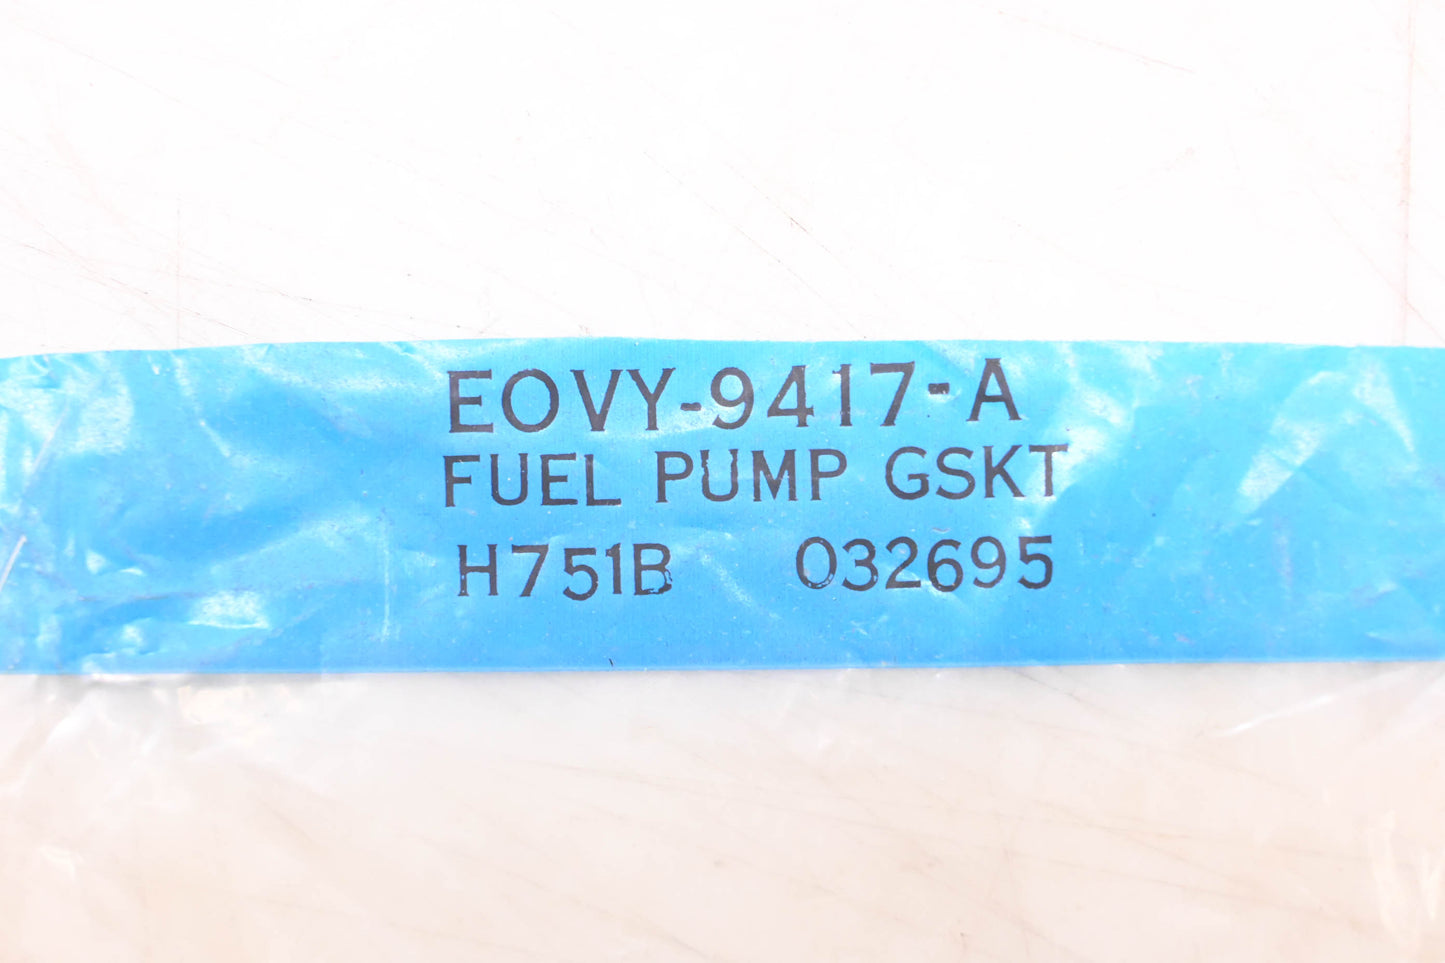 EOVY-9417-A
FUEL PUMP GSKT
H751B 032695